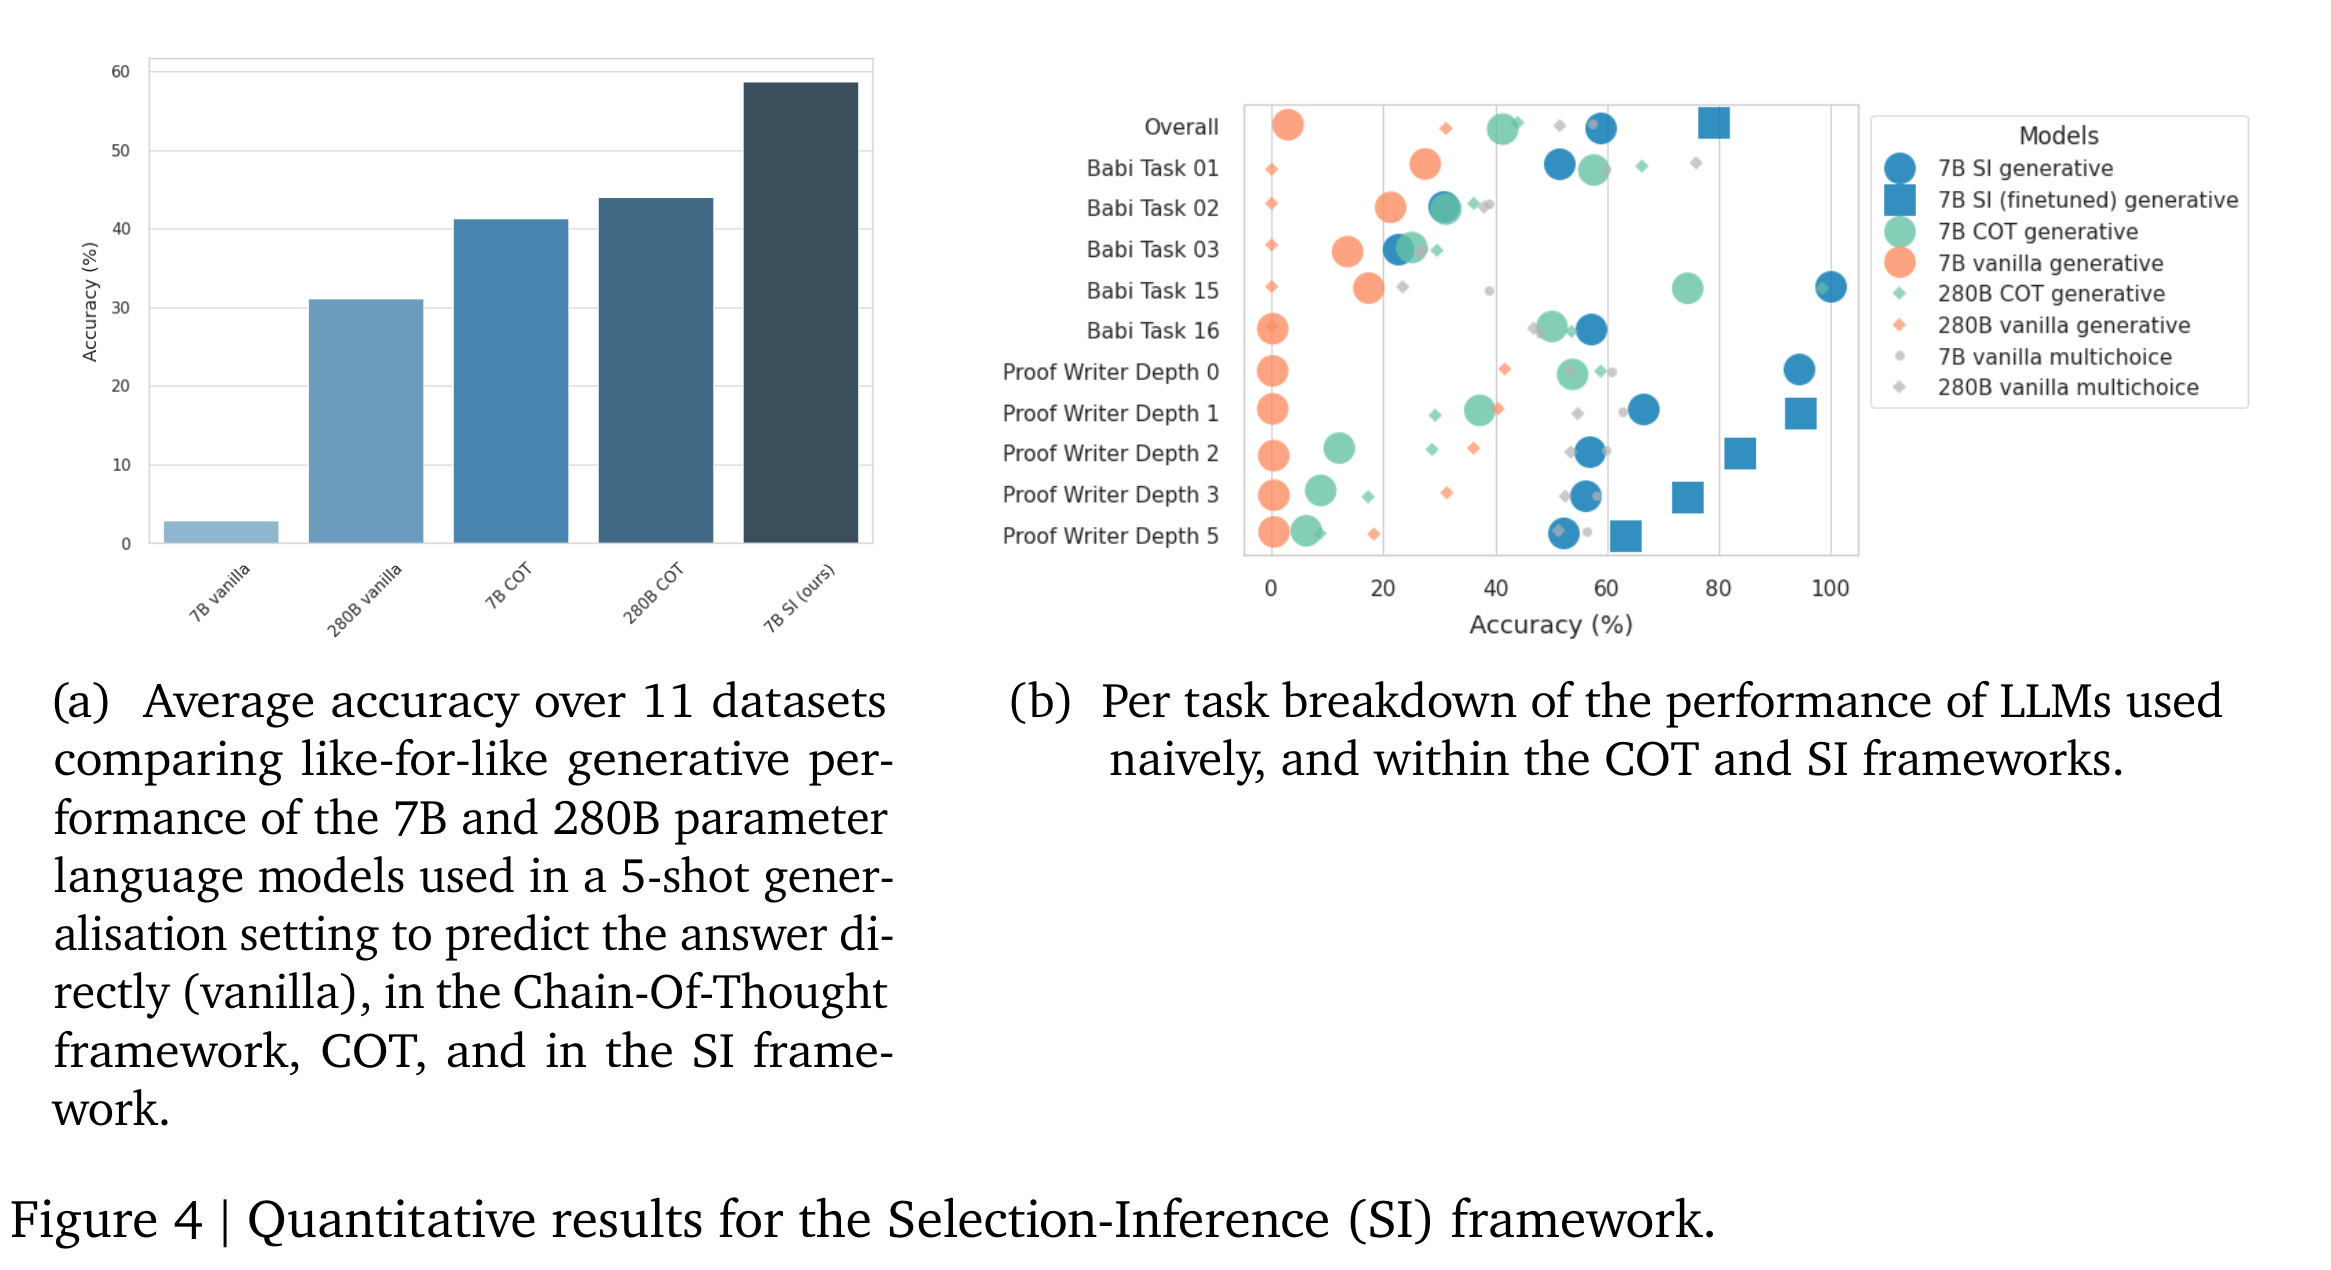 60
50
40
30
20
10
0
Accuracy (%)
7B vanilla
280B vanilla
7B COT
280B COT
7B SI (ours)
Overall
Babi Task 01
Babi Task 02
Babi Task 03
Babi Task 15
Babi Task 16
Proof Writer Depth 0
Proof Writer Depth 1
Proof Writer Depth 2
Proof Writer Depth 3
Proof Writer Depth 5
0 20 40 60 80 100
Accuracy (%)
Models
7B SI generative
7B SI (finetuned) generative
7B COT generative
7B vanilla generative
280B COT generative
280B vanilla generative
7B vanilla multichoice
280B vanilla multichoice
(a) Average accuracy over 11 datasets
comparing like-for-like generative per-
formance of the 7B and 280B parameter
language models used in a 5-shot gener-
alisation setting to predict the answer di-
rectly (vanilla), in the Chain-Of-Thought
framework, COT, and in the SI frame-
work.
(b) Per task breakdown of the performance of LLMs used
naively, and within the COT and SI frameworks.
Figure 4 | Quantitative results for the Selection-Inference (SI) framework.